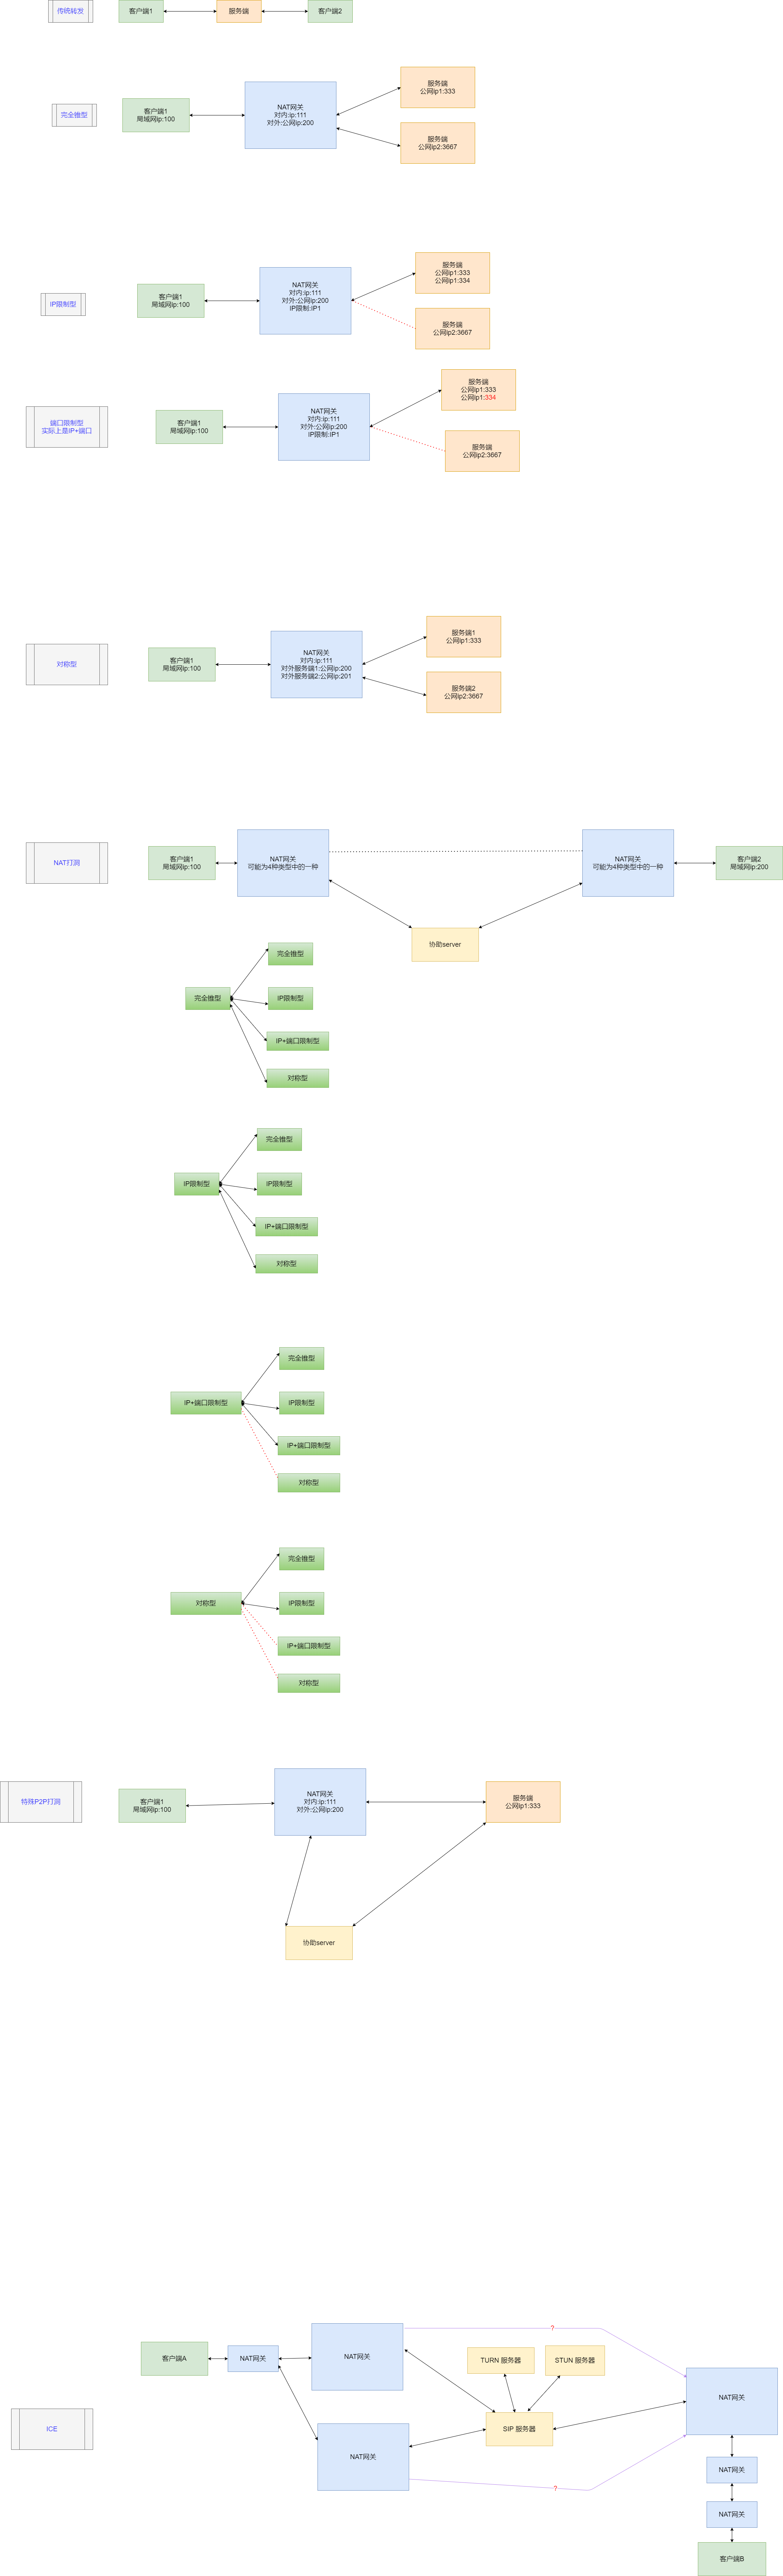 传统转发
客户端1
服务端
客户端2
完全锥型
客户端1
局域网ip:100
NAT网关
对内:ip:111
对外:公网ip:200
服务端
公网ip1:333
服务端
公网ip2:3667
IP限制型
客户端1
局域网ip:100
NAT网关
对内:ip:111
对外:公网ip:200
IP限制:IP1
服务端
公网ip1:333
公网ip1:334
服务端
公网ip2:3667
端口限制型
实际上是IP+端口
客户端1
局域网ip:100
NAT网关
对内:ip:111
对外:公网ip:200
IP限制:IP1
服务端
公网ip1:333
公网ip1:334
服务端
公网ip2:3667
对称型
客户端1
局域网ip:100
NAT网关
对内:ip:111
对外服务端1:公网ip:200
对外服务端2:公网ip:201
服务端1
公网ip1:333
服务端2
公网ip2:3667
NAT打洞
客户端1
局域网ip:100
NAT网关
可能为4种类型中的一种
NAT网关
可能为4种类型中的一种
客户端2
局域网ip:200
协助server
完全锥型
完全锥型
IP限制型
IP+端口限制型
对称型
IP限制型
完全锥型
IP限制型
IP+端口限制型
对称型
IP+端口限制型
完全锥型
IP限制型
IP+端口限制型
对称型
对称型
完全锥型
IP限制型
IP+端口限制型
对称型
特殊P2P打洞
客户端1
局域网ip:100
NAT网关
对内:ip:111
对外:公网ip:200
服务端
公网ip1:333
协助server
ICE
客户端A
NAT网关
NAT网关
NAT网关
?
?
TURN 服务器
STUN 服务器
SIP 服务器
NAT网关
NAT网关
NAT网关
客户端B